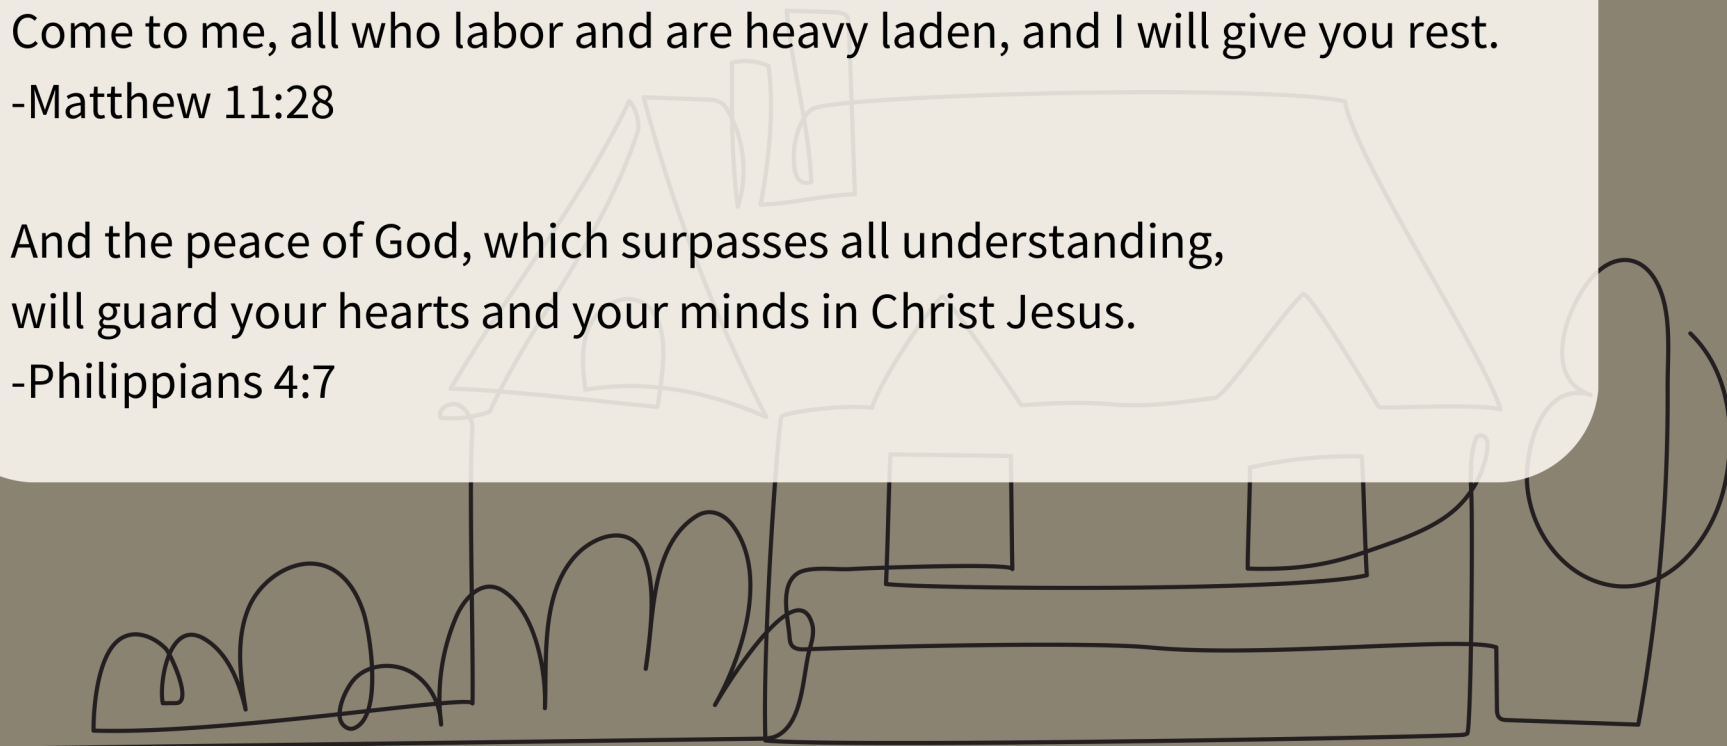 Come to me, all who labor and are heavy laden, and I will give you rest.
-Matthew 11:28
And the peace of God, which surpasses all understanding,
will guard your hearts and your minds in Christ Jesus.
-Philippians 4:7